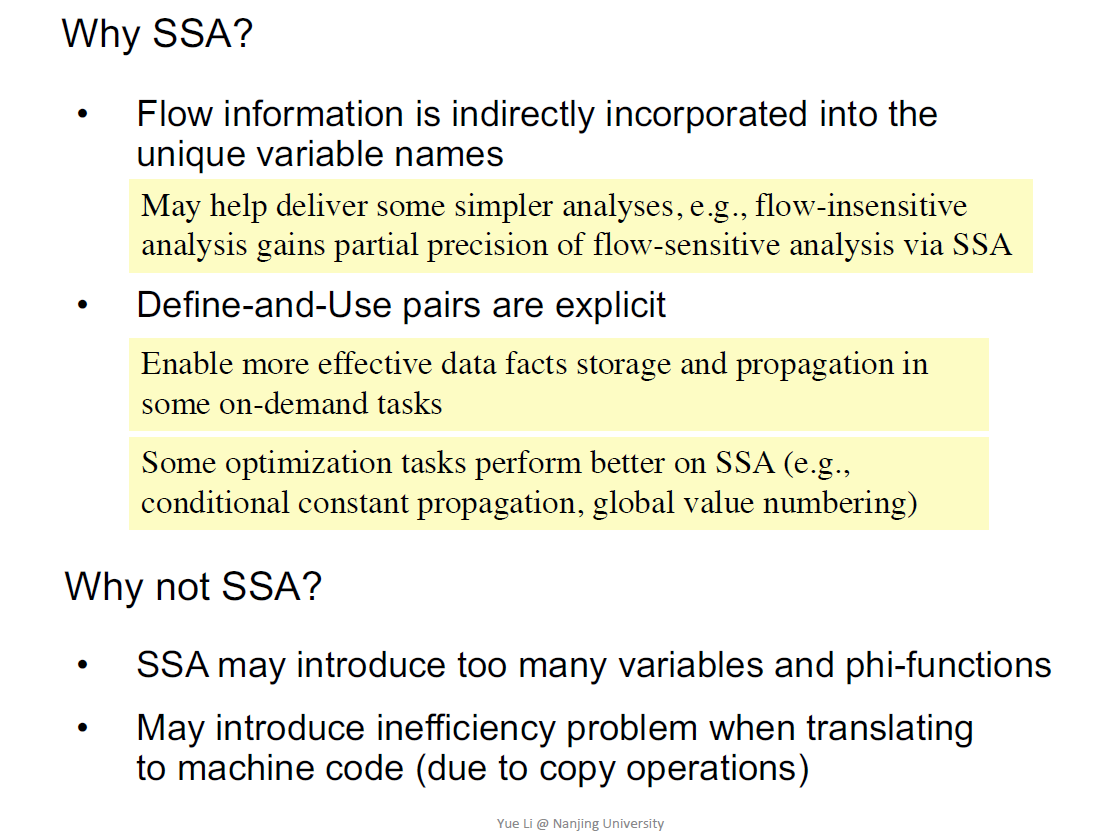 Why SSA?
• Flow information is indirectly incorporated into the
unique variable names
May help deliver some simpler analyses, e.g., flow-insensitive
analysis gains partial precision of flow-sensitive analysis via SSA
• Define-and-Use pairs are explicit
Enable more effective data facts storage and propagation in
some on-demand tasks
Some optimization tasks perform better on SSA (e.g.,
conditional constant propagation, global value numbering)
Why not SSA?
• SSA may introduce too many variables and phi-functions
• May introduce inefficiency problem when translating
to machine code (due to copy operations)
Yue Li @ Nanjing University